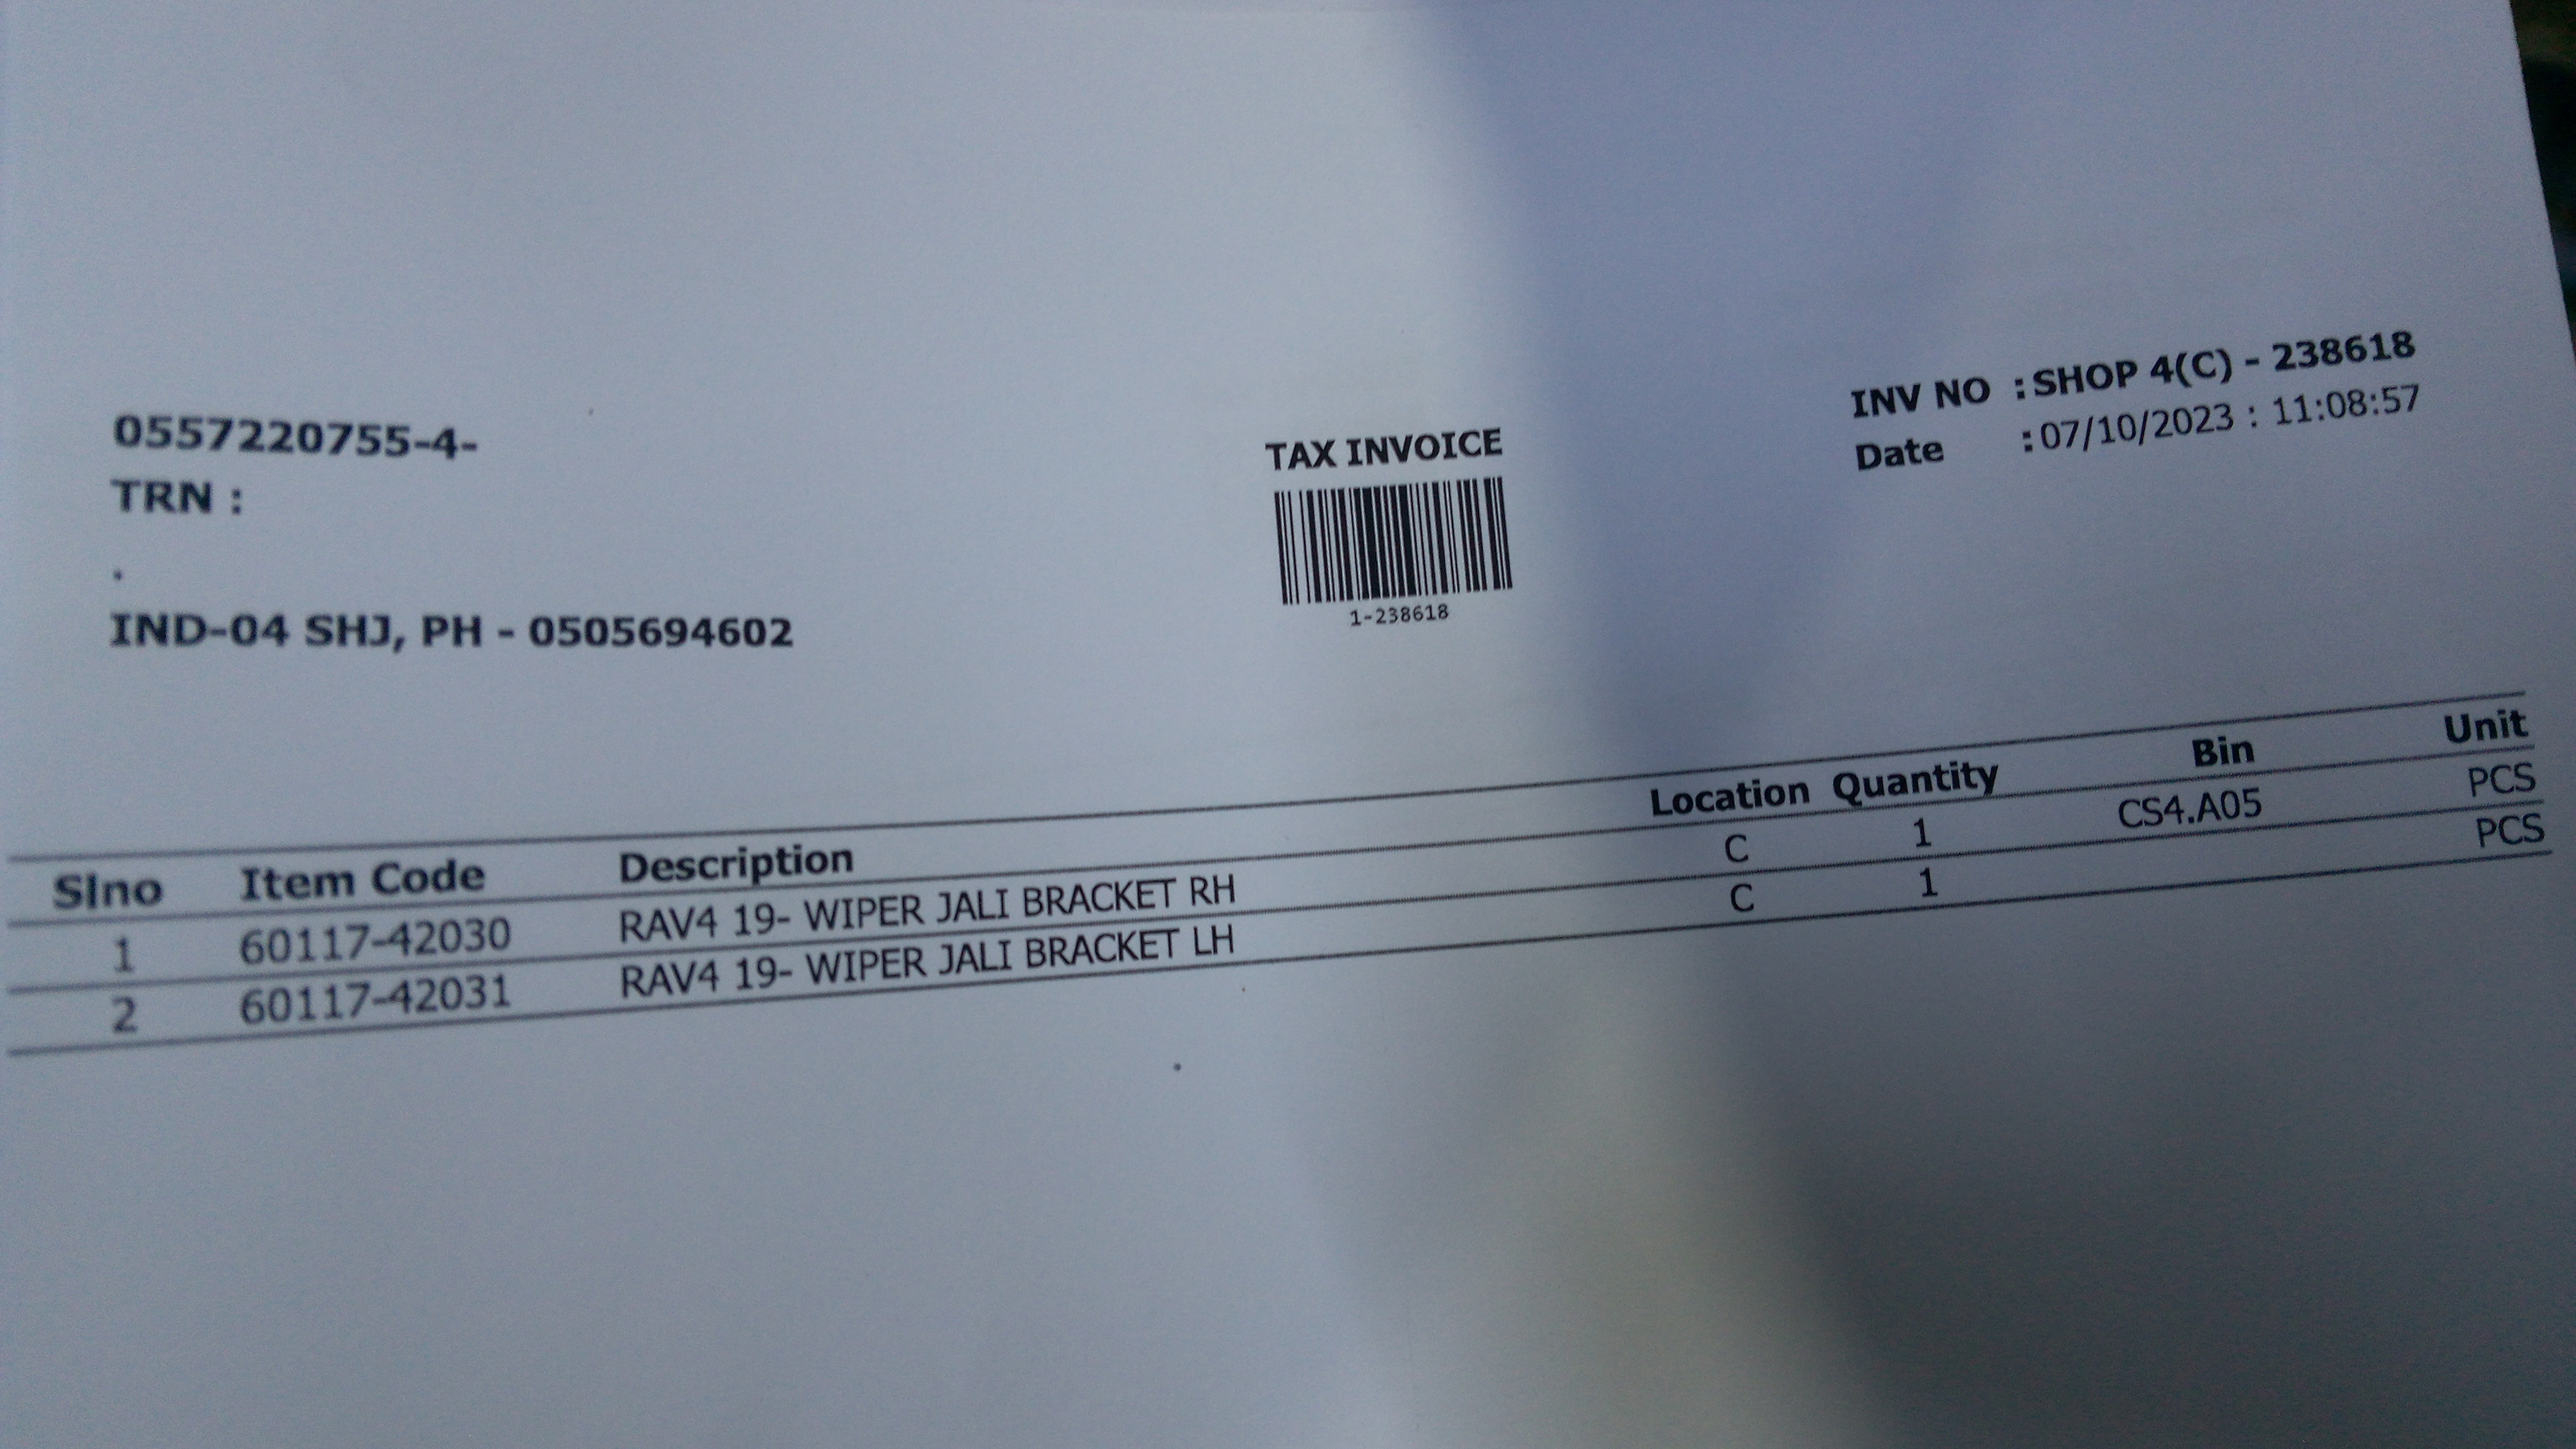 0557220755-4-
TRN :
.
IND-04 SHJ, PH - 0505694602
TAX INVOICE
1-238618
INV NO : SHOP 4(C) - 238618
Date : 07/10/2023 : 11:08:57
Slno Item Code Description Location Quantity Bin Unit
1 60117-42030 RAV4 19- WIPER JALI BRACKET RH C 1 CS4.A05 PCS
2 60117-42031 RAV4 19- WIPER JALI BRACKET LH C 1 PCS